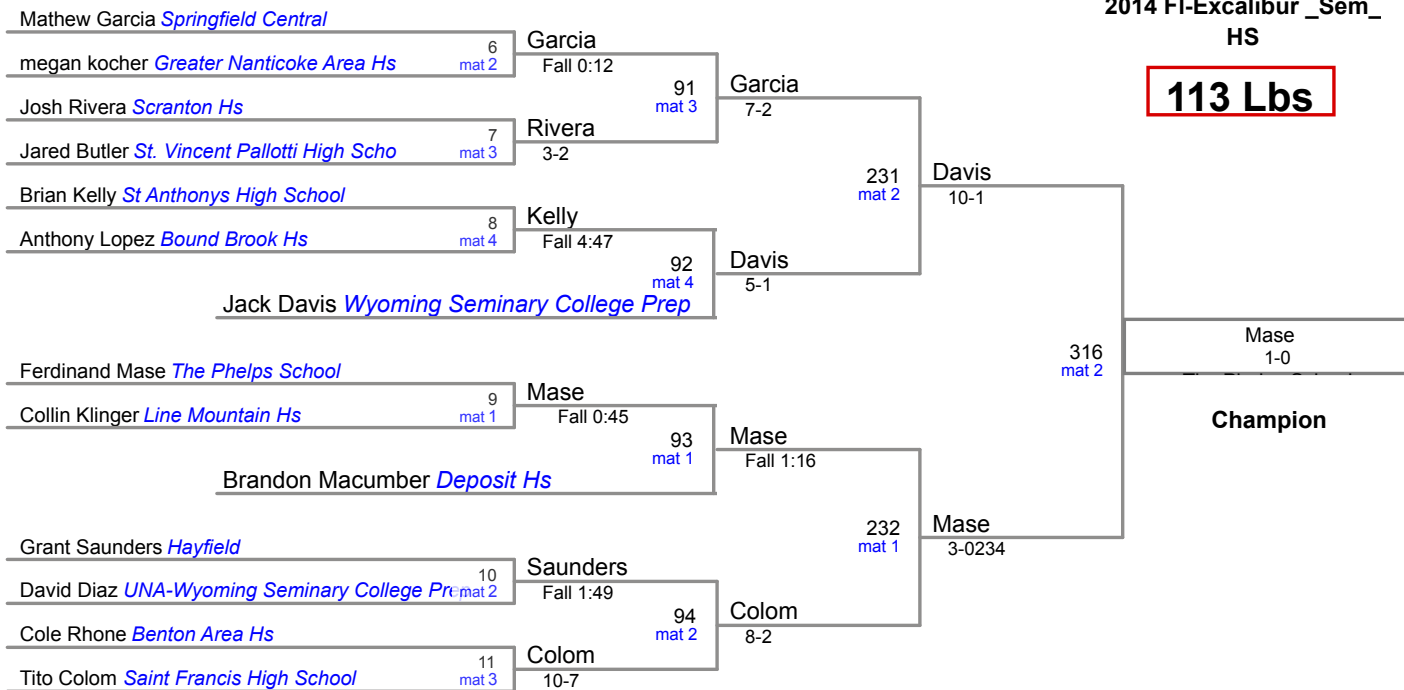 2014 FI-Excalibur _Sem_
HS
113 Lbs
Mathew Garcia Springfield Central
megan kocher Greater Nanticoke Area Hs
6
mat 2
Garcia
Fall 0:12
Josh Rivera Scranton Hs
Jared Butler St. Vincent Pallotti High Scho
7
mat 3
Rivera
3-2
91
mat 3
Garcia
7-2
Brian Kelly St Anthonys High School
Anthony Lopez Bound Brook Hs
8
mat 4
Kelly
Fall 4:47
Jack Davis Wyoming Seminary College Prep
92
mat 4
Davis
5-1
231
mat 2
Davis
10-1
Ferdinand Mase The Phelps School
Collin Klinger Line Mountain Hs
9
mat 1
Mase
Fall 0:45
Brandon Macumber Deposit Hs
93
mat 1
Mase
Fall 1:16
Grant Saunders Hayfield
David Diaz UNA-Wyoming Seminary College Prep
10
mat 2
Saunders
Fall 1:49
Cole Rhone Benton Area Hs
Tito Colom Saint Francis High School
11
mat 3
Colom
10-7
94
mat 2
Colom
8-2
232
mat 1
Mase
3-0234
316
mat 2
Mase
1-0
Champion